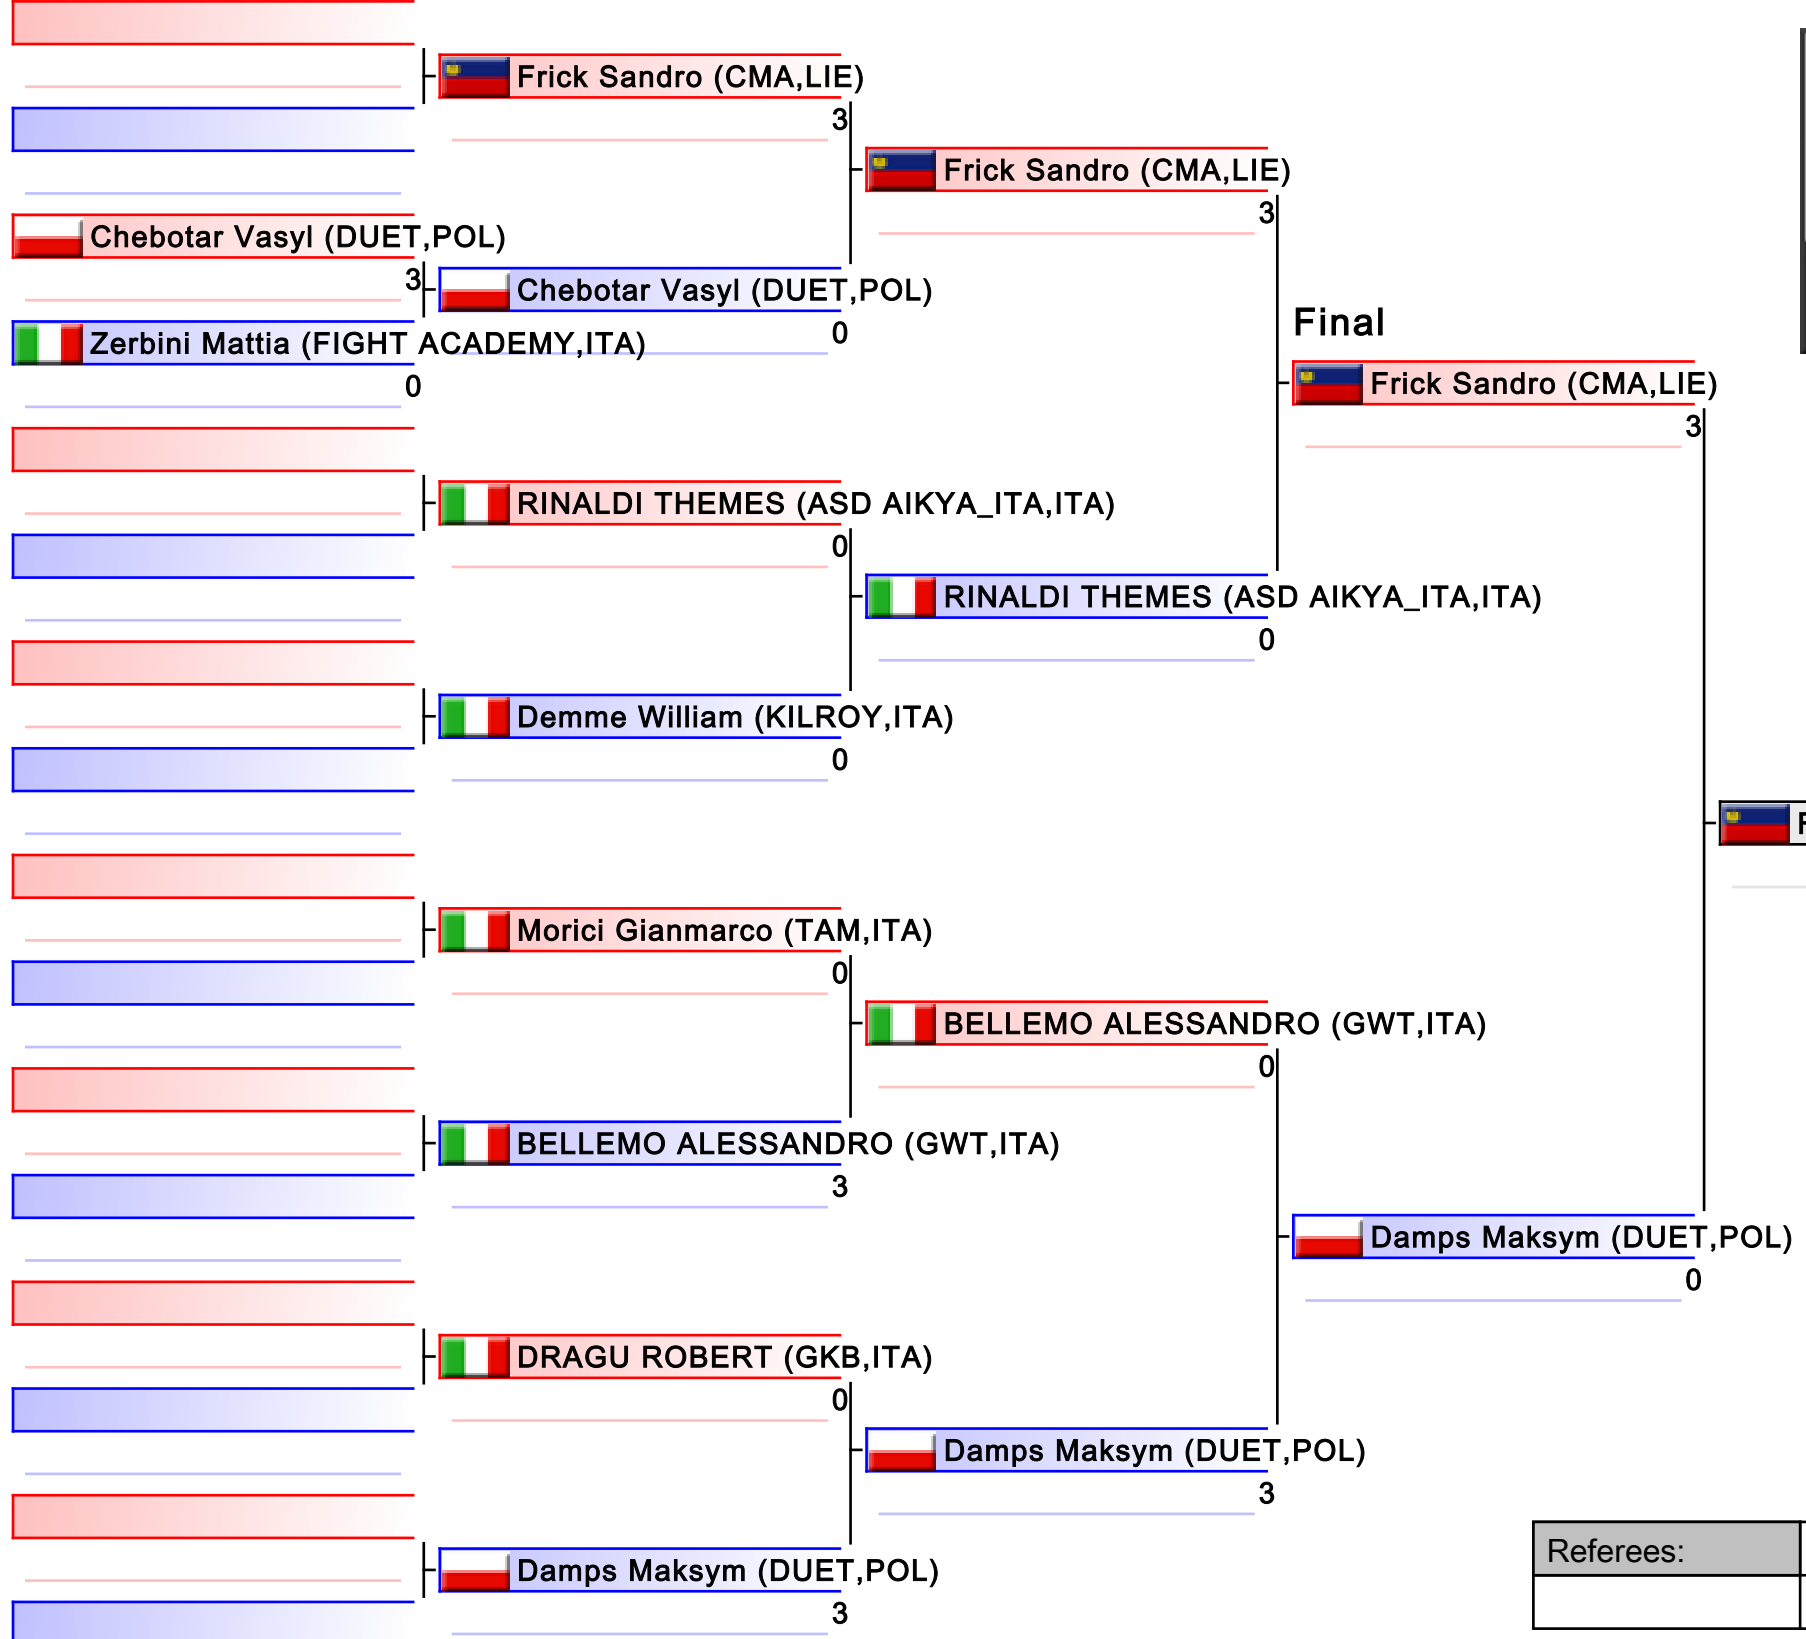 Frick Sandro (CMA,LIE)
3
Chebotar Vasyl (DUET,POL)
3
Chebotar Vasyl (DUET,POL)
0
Zerbini Mattia (FIGHT ACADEMY,ITA)
0
Frick Sandro (CMA,LIE)
3
Final
Frick Sandro (CMA,LIE)
3
RINALDI THEMES (ASD AIKYA_ITA,ITA)
0
RINALDI THEMES (ASD AIKYA_ITA,ITA)
0
Demme William (KILROY,ITA)
0
F
Morici Gianmarco (TAM,ITA)
0
BELLEMO ALESSANDRO (GWT,ITA)
0
BELLEMO ALESSANDRO (GWT,ITA)
3
Damps Maksym (DUET,POL)
0
DRAGU ROBERT (GKB,ITA)
0
Damps Maksym (DUET,POL)
3
Damps Maksym (DUET,POL)
3
Referees: